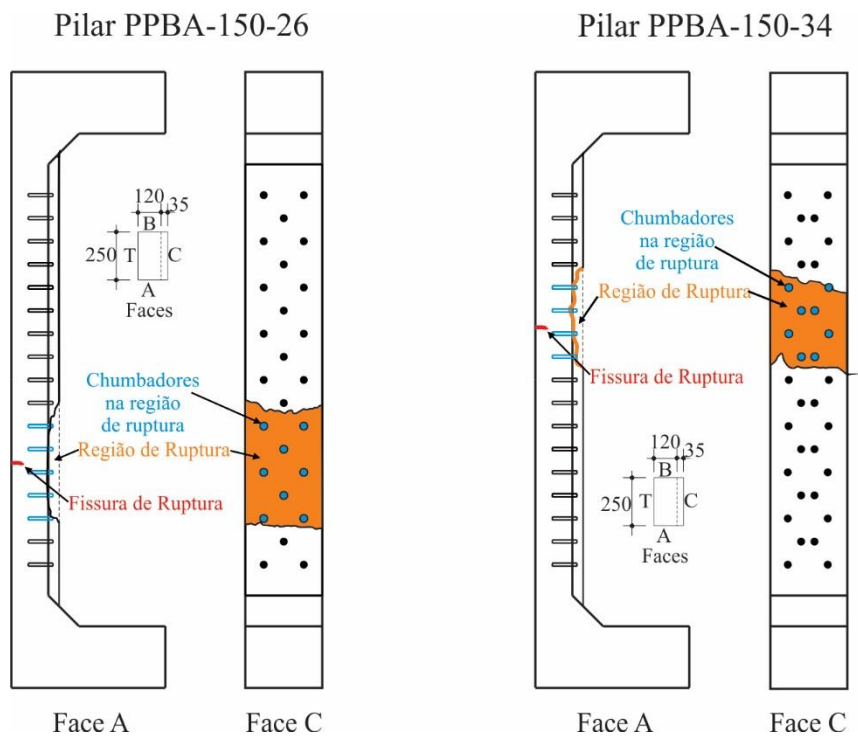 Pilar PPBA-150-26
120
35
B
250
T
C
A
Faces
Chumbadores
na região
de ruptura
Região de Ruptura
Fissura de Ruptura
Face A
Face C
Pilar PPBA-150-34
Chumbadores
na região
de ruptura
Região de Ruptura
Fissura de Ruptura
120
35
B
250
T
C
A
Faces
Face A
Face C